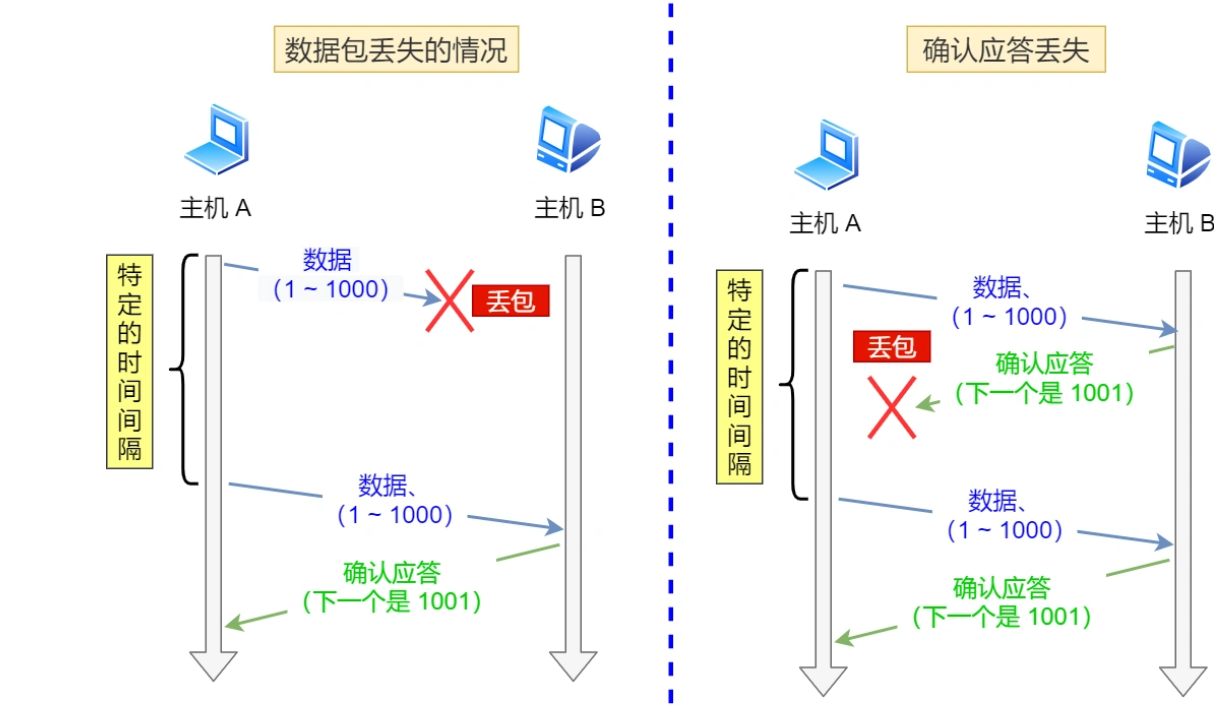 数据包丢失的情况
主机 A
主机 B
特定的时间间隔
数据
(1 ~ 1000)
丢包
数据、
(1 ~ 1000)
确认应答
(下一个是 1001)
确认应答丢失
主机 A
主机 B
特定的时间间隔
数据、
(1 ~ 1000)
丢包
确认应答
(下一个是 1001)
数据、
(1 ~ 1000)
确认应答
(下一个是 1001)